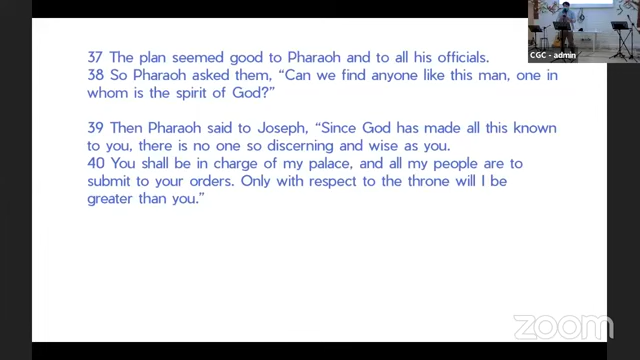 37 The plan seemed good to Pharaoh and to all his officials.
38 So Pharaoh asked them, “Can we find anyone like this man, one in
whom is the spirit of God?”
39 Then Pharaoh said to Joseph, “Since God has made all this known
to you, there is no one so discerning and wise as you.
40 You shall be in charge of my palace, and all my people are to
submit to your orders. Only with respect to the throne will I be
greater than you.”
CGC - admin
zoom